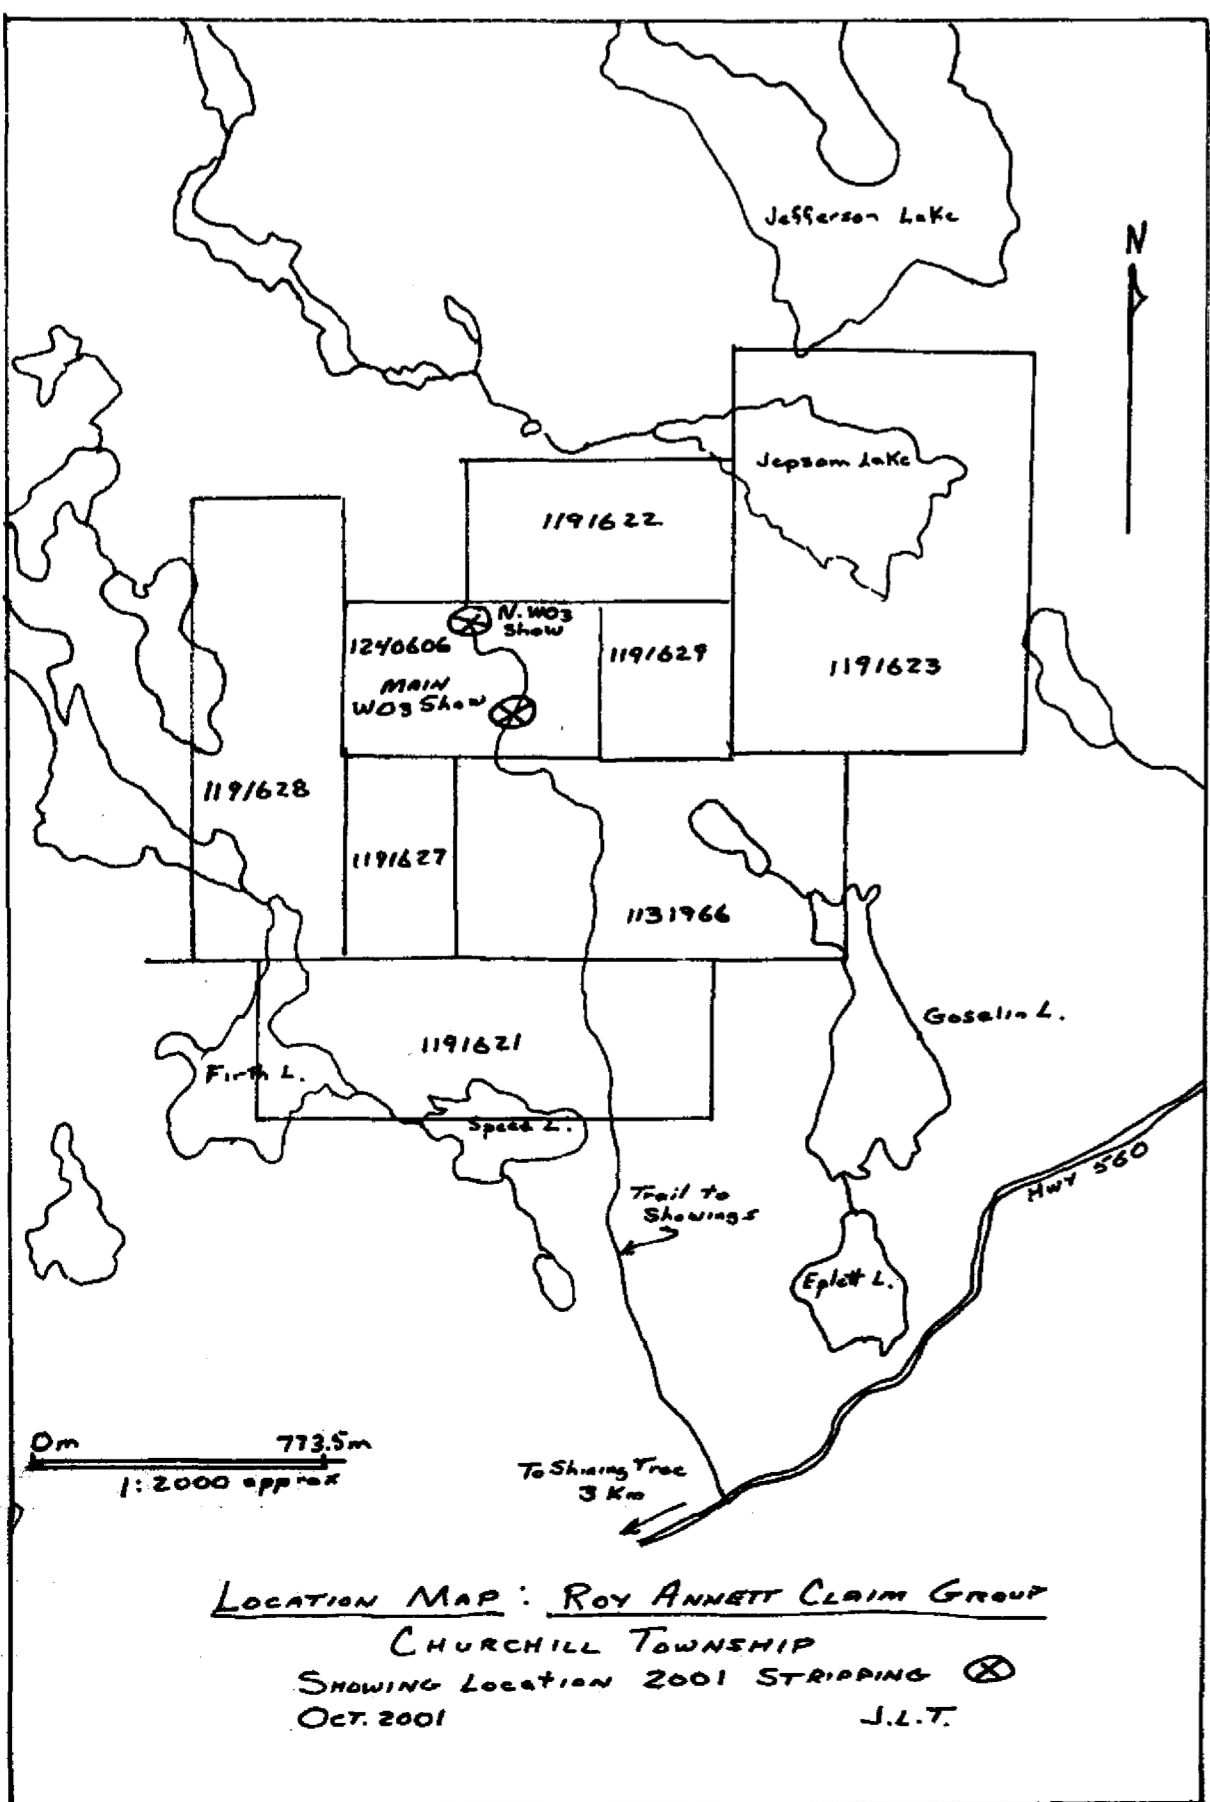 Jefferson Lake
N
Jepsom Lake
1191622
N. WO3
Show
1240606
1191629
1191623
MAIN
WO3 Show
1191628
1191627
1131966
Goselin L.
1191621
Firth L.
Speed L.
Hwy 560
Trail to
Showings
Eplett L.
0m 773.5m
1:2000 approx
To Shining Tree
3 Km
LOCATION MAP: ROY ANNETT CLAIM GROUP
CHURCHILL TOWNSHIP
SHOWING LOCATION 2001 STRIPPING
OCT. 2001 J.L.T.